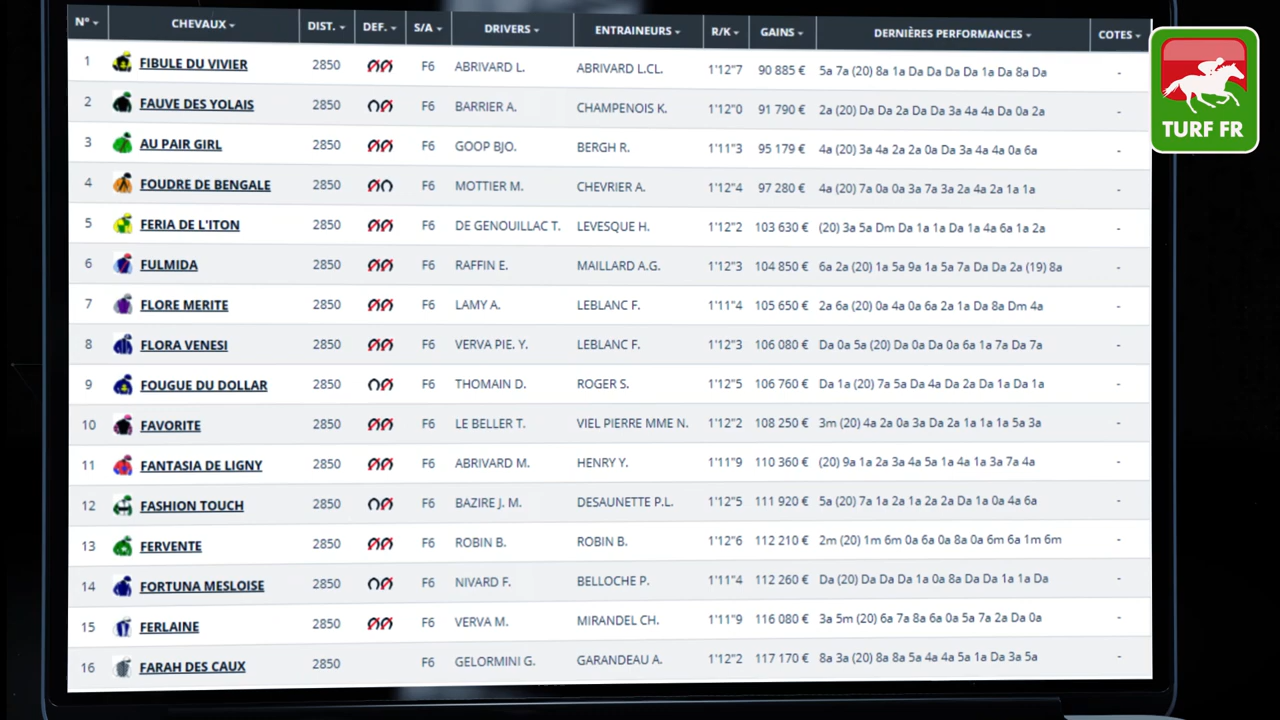 N° CHEVAUX DIST. DEF. S/A DRIVERS ENTRAINEURS R/K GAINS DERNIÈRES PERFORMANCES COTES
1 FIBULE DU VIVIER 2850 F6 ABRIVARD L. ABRIVARD L.CL. 1'12"7 90 885 € 5a 7a (20) 8a 1a Da Da Da Da 1a Da 8a Da -
2 FAUVE DES YOLAIS 2850 F6 BARRIER A. CHAMPENOIS K. 1'12"0 91 790 € 2a (20) Da Da 2a Da Da 3a 4a 4a Da 0a 2a -
3 AU PAIR GIRL 2850 F6 GOOP BJO. BERGH R. 1'11"3 95 179 € 4a (20) 3a 4a 2a 2a 0a Da 3a 4a 4a 0a 6a -
4 FOUDRE DE BENGALE 2850 F6 MOTTIER M. CHEVRIER A. 1'12"4 97 280 € 4a (20) 7a 0a 0a 3a 7a 3a 2a 4a 2a 1a 1a -
5 FERIA DE L'ITON 2850 F6 DE GENOUILLAC T. LEVESQUE H. 1'12"2 103 630 € (20) 3a 5a Dm Da 1a 1a Da 1a 4a 6a 1a 2a -
6 FULMIDA 2850 F6 RAFFIN E. MAILLARD A.G. 1'12"3 104 850 € 6a 2a (20) 1a 5a 9a 1a 5a 7a Da Da 2a (19) 8a -
7 FLORE MERITE 2850 F6 LAMY A. LEBLANC F. 1'11"4 105 650 € 2a 6a (20) 0a 4a 0a 6a 2a 1a Da 8a Dm 4a -
8 FLORA VENESI 2850 F6 VERVA PIE. Y. LEBLANC F. 1'12"3 106 080 € Da 0a 5a (20) Da 0a Da 0a 6a 1a 7a Da 7a -
9 FOUGUE DU DOLLAR 2850 F6 THOMAIN D. ROGER S. 1'12"5 106 760 € Da 1a (20) 7a 5a Da 4a Da 2a Da 1a Da 1a -
10 FAVORITE 2850 F6 LE BELLER T. VIEL PIERRE MME N. 1'12"2 108 250 € 3m (20) 4a 2a 0a 3a Da 2a 1a 1a 1a 5a 3a -
11 FANTASIA DE LIGNY 2850 F6 ABRIVARD M. HENRY Y. 1'11"9 110 360 € (20) 9a 1a 2a 3a 4a 5a 1a 4a 1a 3a 7a 4a -
12 FASHION TOUCH 2850 F6 BAZIRE J. M. DESAUNETTE P.L. 1'12"5 111 920 € 5a (20) 7a 1a 2a 1a 2a 2a Da 1a 0a 4a 6a -
13 FERVENTE 2850 F6 ROBIN B. ROBIN B. 1'12"6 112 210 € 2m (20) 1m 6m 0a 6a 0a 8a 0a 6m 6a 1m 6m -
14 FORTUNA MESLOISE 2850 F6 NIVARD F. BELLOCHE P. 1'11"4 112 260 € Da (20) Da Da Da 1a 0a 8a Da Da 1a 1a Da -
15 FERLAINE 2850 F6 VERVA M. MIRANDEL CH. 1'11"9 116 080 € 3a 5m (20) 6a 7a 8a 6a 0a 5a 7a 2a Da 0a -
16 FARAH DES CAUX 2850 F6 GELORMINI G. GARANDEAU A. 1'12"2 117 170 € 8a 3a (20) 8a 8a 5a 4a 4a 5a 1a Da 3a 5a -
TURF FR